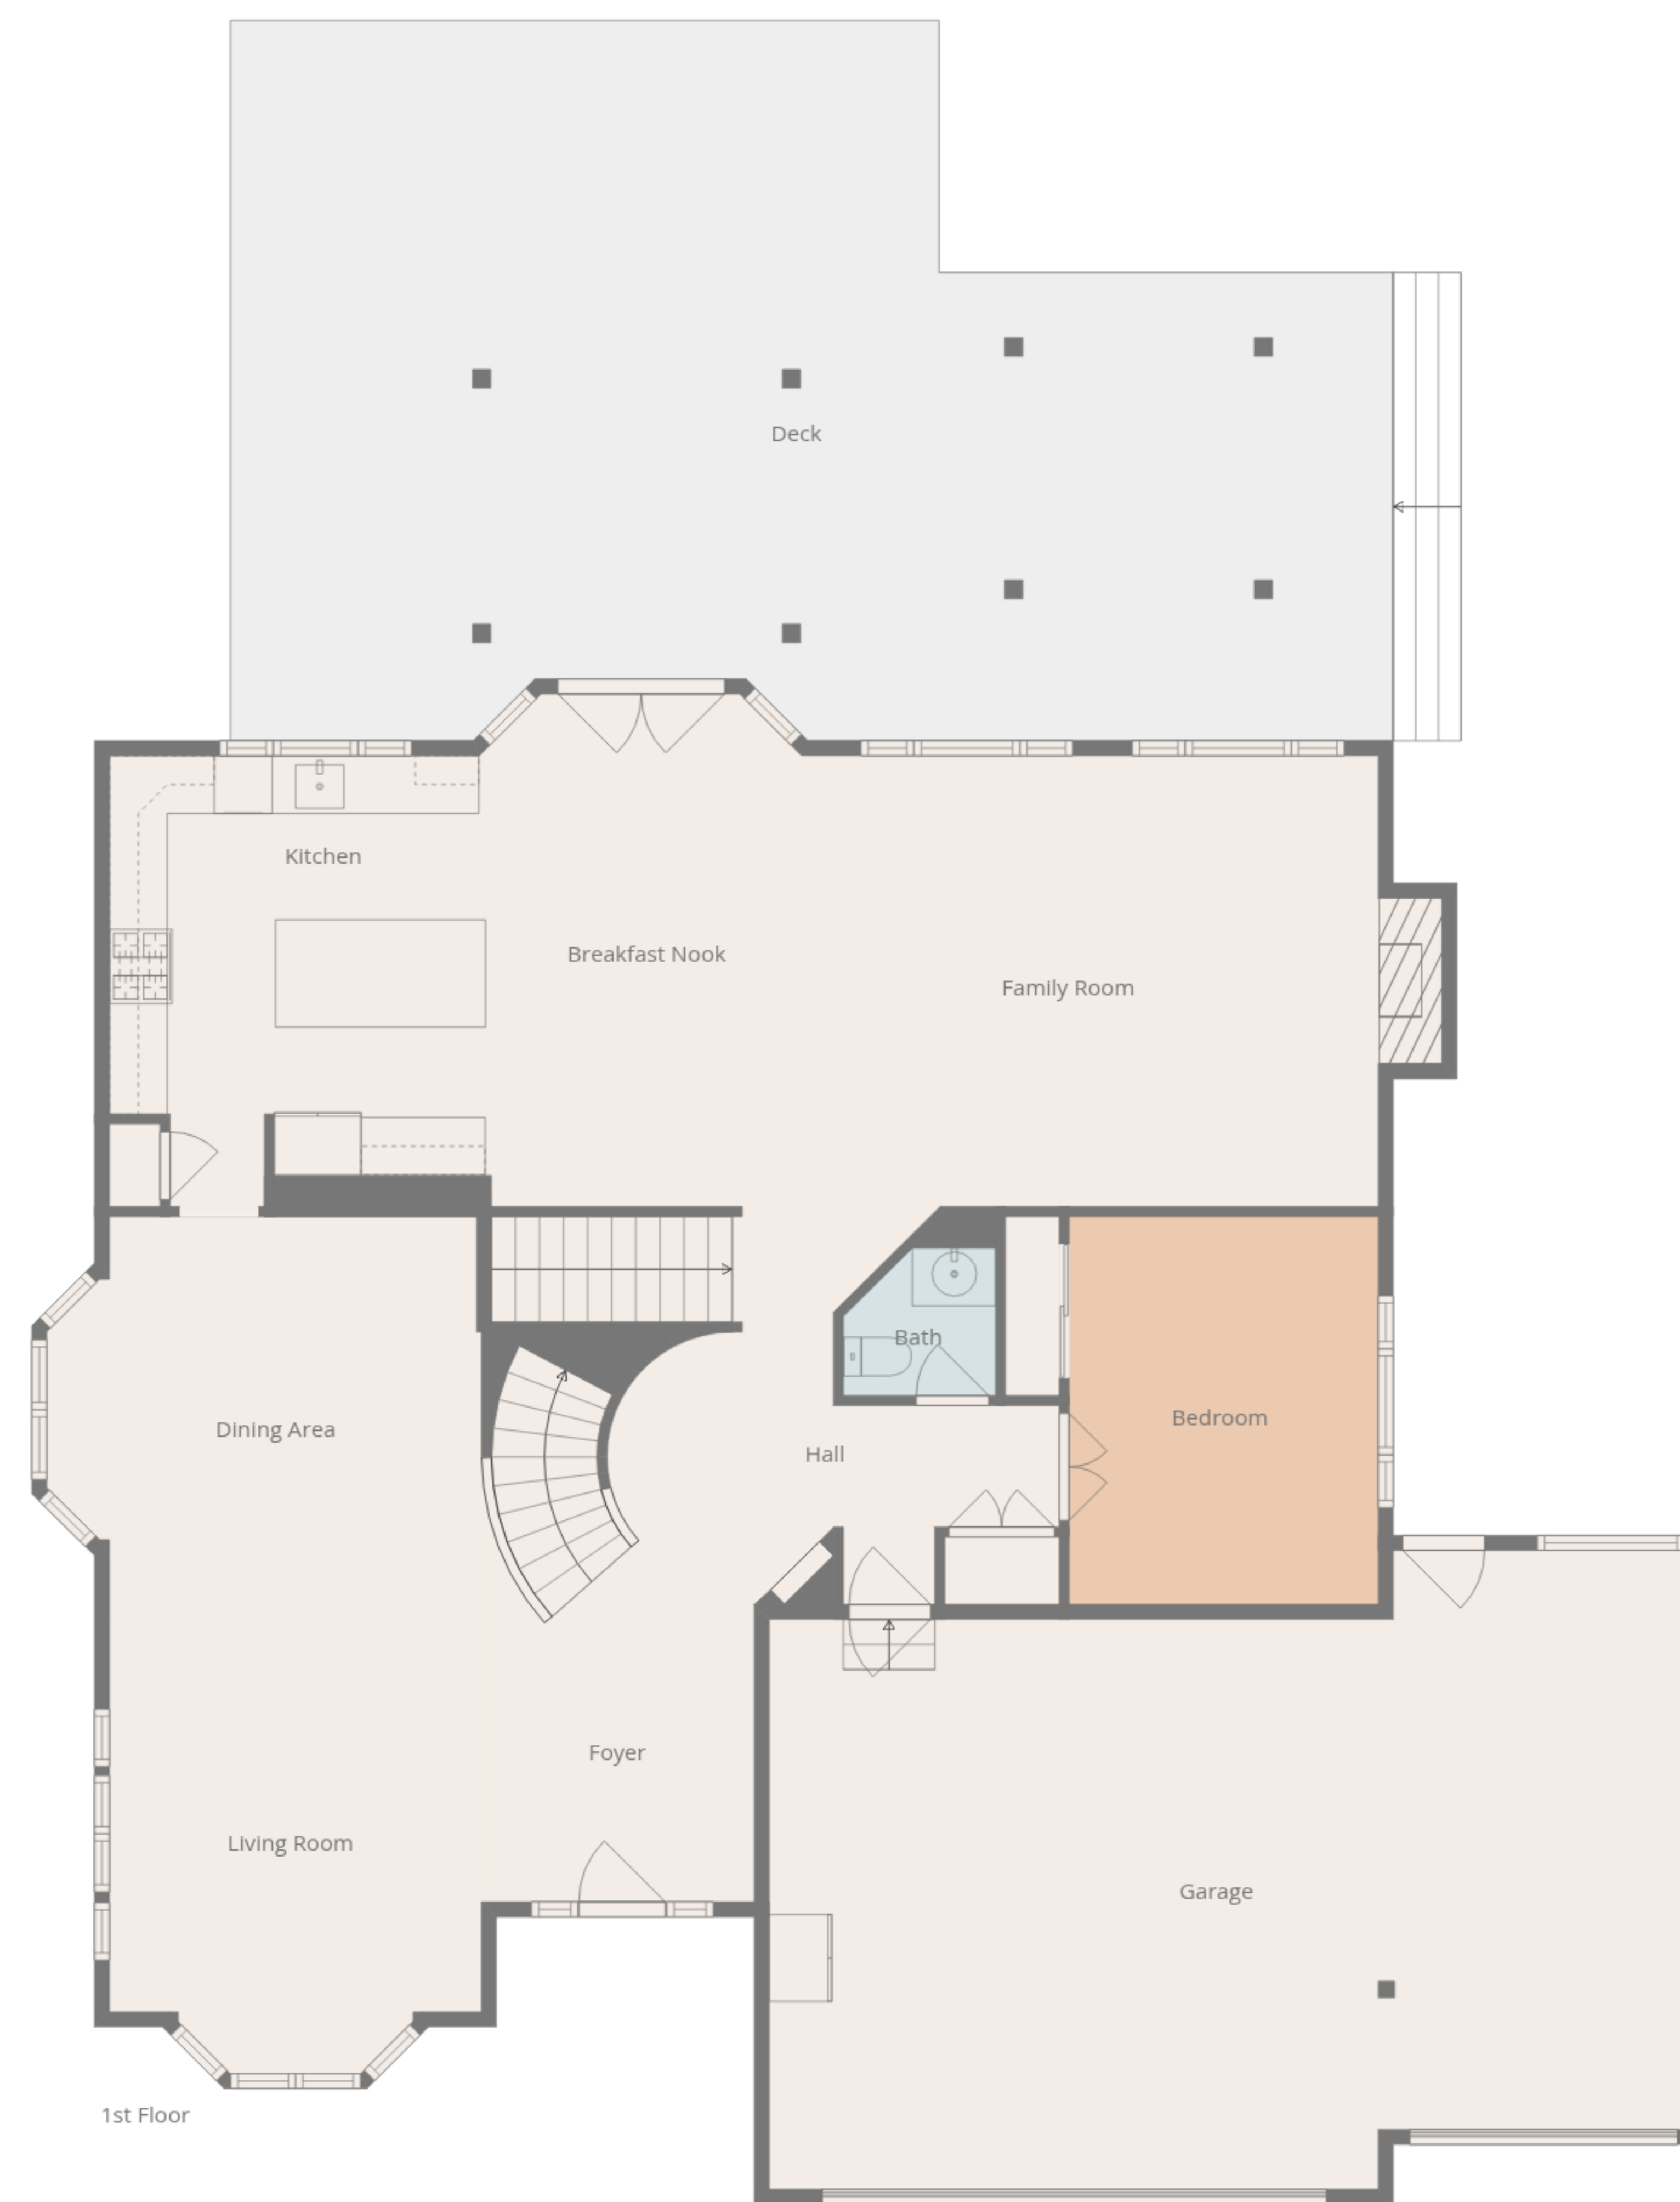 Deck
Kitchen
Breakfast Nook
Family Room
Bath
Dining Area
Bedroom
Hall
Foyer
Living Room
Garage
1st Floor